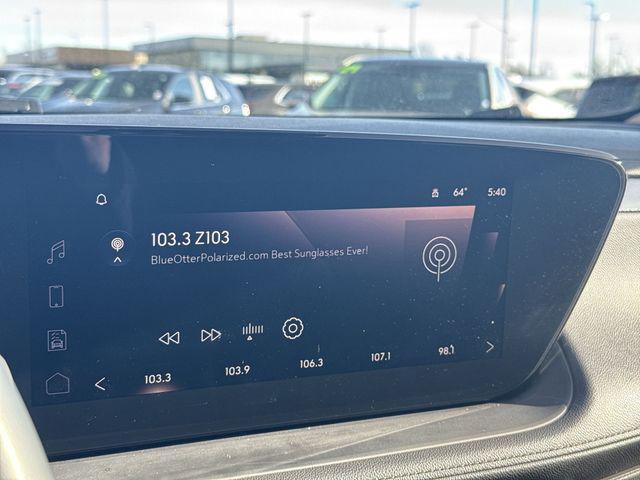 64° 5:40
103.3 Z103
BlueOtterPolarized.com Best Sunglasses Ever!
103.3 103.9 106.3 107.1 98.1